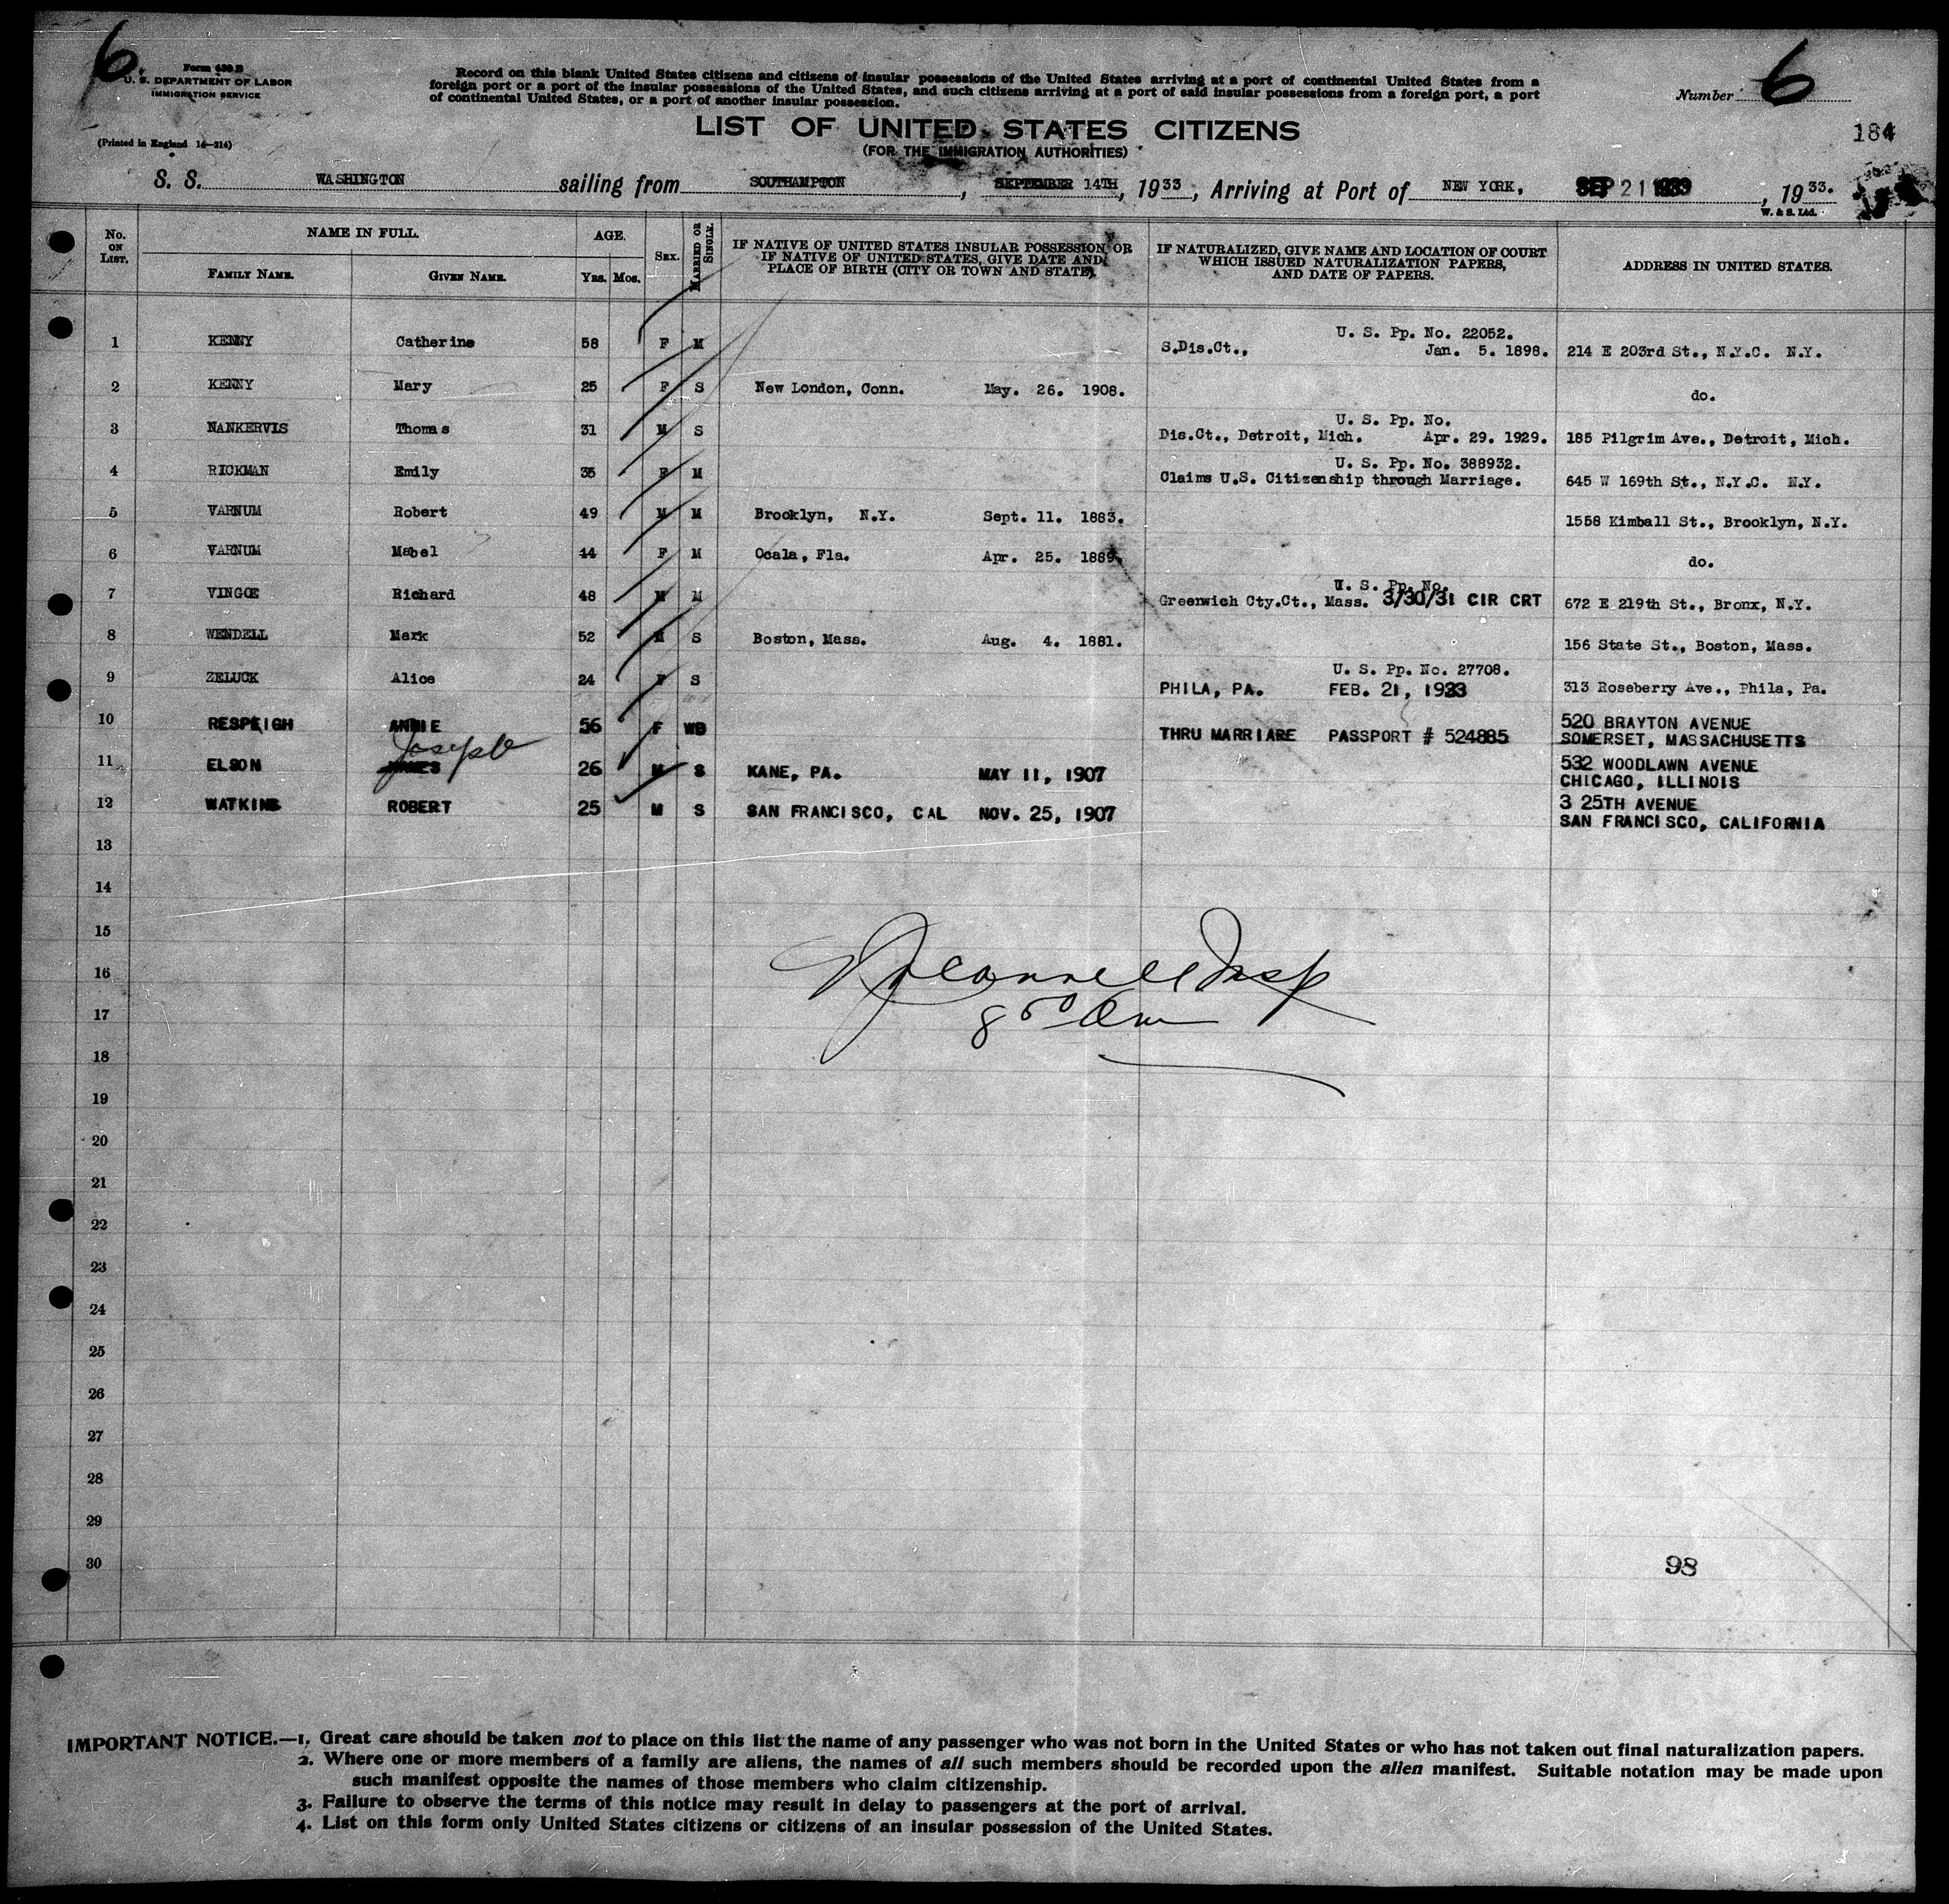 6.
Form 630 B
U. S. DEPARTMENT OF LABOR
IMMIGRATION SERVICE
(Printed in England 14—214)
Record on this blank United States citizens and citizens of insular possessions of the United States arriving at a port of continental United States from a
foreign port or a port of the insular possessions of the United States, and such citizens arriving at a port of said insular possessions from a foreign port, a port
of continental United States, or a port of another insular possession.
Number 6
LIST OF UNITED STATES CITIZENS
(FOR THE IMMIGRATION AUTHORITIES)
184
S. S. WASHINGTON sailing from SOUTHAMPTON, SEPTEMBER 14TH, 1933, Arriving at Port of NEW YORK, SEP 21 1933, 1933.
W. & S. Ltd.
No. ON LIST. NAME IN FULL. AGE. SEX. MARRIED OR SINGLE. IF NATIVE OF UNITED STATES INSULAR POSSESSION OR IF NATIVE OF UNITED STATES, GIVE DATE AND PLACE OF BIRTH (CITY OR TOWN AND STATE). IF NATURALIZED, GIVE NAME AND LOCATION OF COURT WHICH ISSUED NATURALIZATION PAPERS, AND DATE OF PAPERS. ADDRESS IN UNITED STATES.
FAMILY NAME. GIVEN NAME. Yrs. Mos.
U. S. Pp. No. 22052.
1 KENNY Catherine 58 F M S.Dis.Ct., Jan. 5. 1898. 214 E 203rd St., N.Y.C. N.Y.
2 KENNY Mary 25 F S New London, Conn. May. 26. 1908. do.
U. S. Pp. No.
3 NANKERVIS Thomas 31 M S Dis.Ct., Detroit, Mich. Apr. 29. 1929. 185 Pilgrim Ave., Detroit, Mich.
U. S. Pp. No. 388932.
4 RICKMAN Emily 35 F M Claims U.S. Citizenship through Marriage. 645 W 169th St., N.Y.C. N.Y.
5 VARNUM Robert 49 M M Brooklyn, N.Y. Sept. 11. 1883. 1558 Kimball St., Brooklyn, N.Y.
6 VARNUM Mabel 44 F M Ocala, Fla. Apr. 25. 1889. do.
U. S. Pp. No.
7 VINGOE Richard 48 M M Greenwich Cty.Ct., Mass. 3/30/31 CIR CRT 672 E 219th St., Bronx, N.Y.
8 WENDELL Mark 52 M S Boston, Mass. Aug. 4. 1881. 156 State St., Boston, Mass.
U. S. Pp. No. 27708.
9 ZELUCK Alice 24 F S PHILA, PA. FEB. 21, 1933 313 Roseberry Ave., Phila, Pa.
10 RESPEIGH ANNIE 56 F WD THRU MARRIARE PASSPORT # 524885 520 BRAYTON AVENUE
SOMERSET, MASSACHUSETTS
Joseph
11 ELSON JAMES 26 M S KANE, PA. MAY 11, 1907 532 WOODLAWN AVENUE
CHICAGO, ILLINOIS
12 WATKINS ROBERT 25 M S SAN FRANCISCO, CAL NOV. 25, 1907 3 25TH AVENUE
SAN FRANCISCO, CALIFORNIA
13
14
15
16
17
18
19
20
21
22
23
24
25
26
27
28
29
30
98
IMPORTANT NOTICE.—1. Great care should be taken not to place on this list the name of any passenger who was not born in the United States or who has not taken out final naturalization papers.
2. Where one or more members of a family are aliens, the names of all such members should be recorded upon the alien manifest. Suitable notation may be made upon
such manifest opposite the names of those members who claim citizenship.
3. Failure to observe the terms of this notice may result in delay to passengers at the port of arrival.
4. List on this form only United States citizens or citizens of an insular possession of the United States.